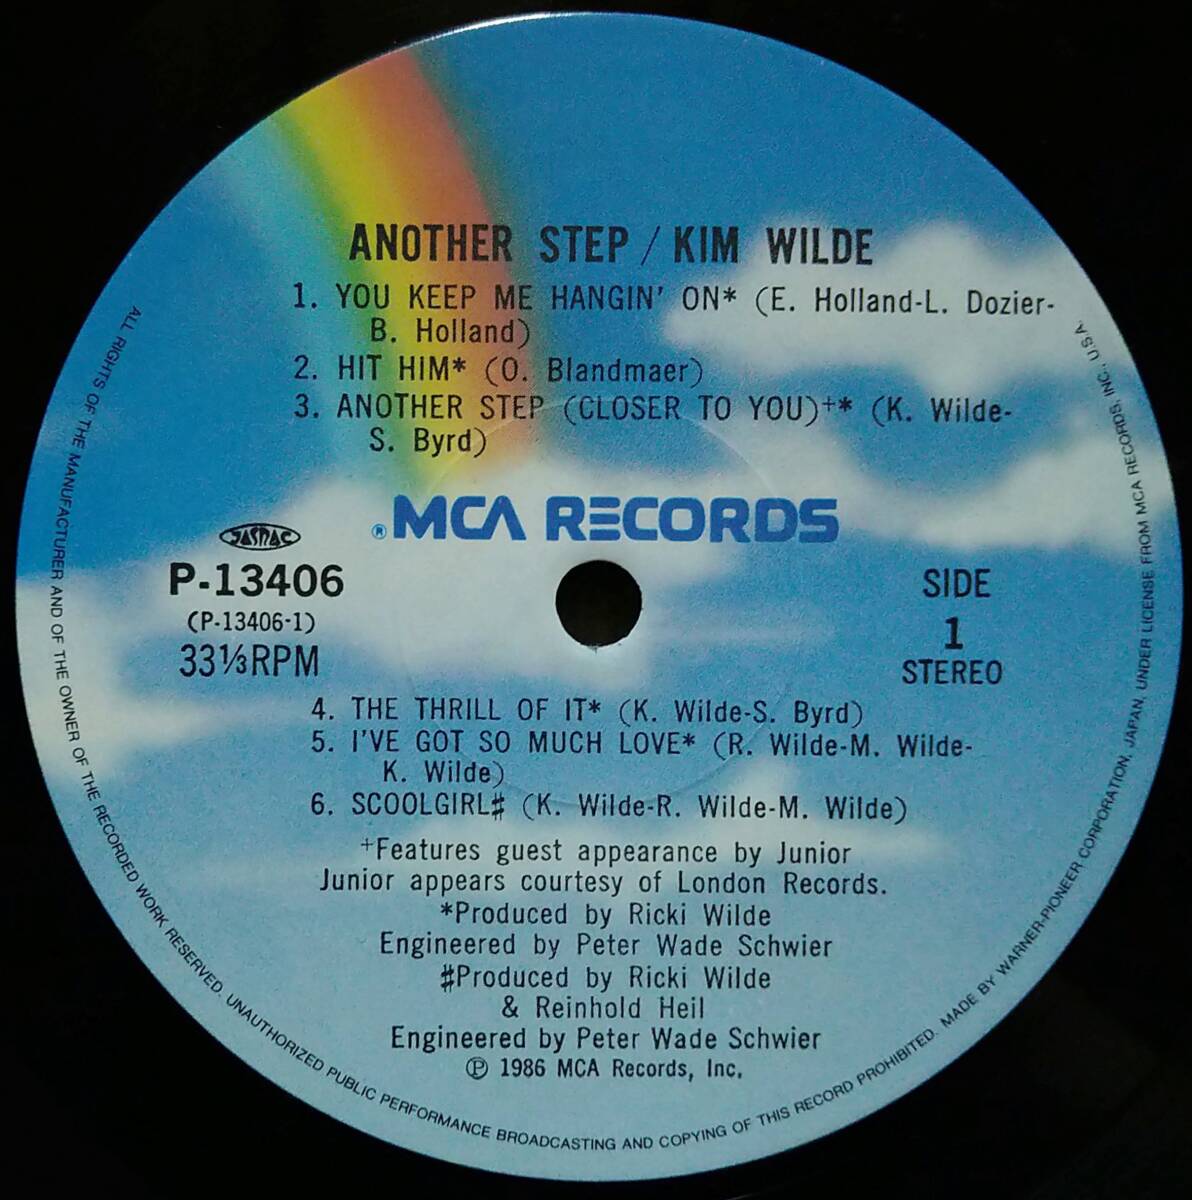 ANOTHER STEP / KIM WILDE
1. YOU KEEP ME HANGIN' ON* (E. Holland-L. Dozier-
B. Holland)
2. HIT HIM* (O. Blandmaer)
3. ANOTHER STEP (CLOSER TO YOU)+* (K. Wilde-
S. Byrd)
® MCA RECORDS
JASRAC
P-13406
(P-13406-1)
33⅓RPM
SIDE
1
STEREO
4. THE THRILL OF IT* (K. Wilde-S. Byrd)
5. I'VE GOT SO MUCH LOVE* (R. Wilde-M. Wilde-
K. Wilde)
6. SCOOLGIRL♯ (K. Wilde-R. Wilde-M. Wilde)
+Features guest appearance by Junior
Junior appears courtesy of London Records.
*Produced by Ricki Wilde
Engineered by Peter Wade Schwier
♯Produced by Ricki Wilde
& Reinhold Heil
Engineered by Peter Wade Schwier
℗ 1986 MCA Records, Inc.
ALL RIGHTS OF THE MANUFACTURER AND OF THE OWNER OF THE RECORDED WORK RESERVED. UNAUTHORIZED PUBLIC PERFORMANCE BROADCASTING AND COPYING OF THIS RECORD PROHIBITED. MADE BY WARNER-PIONEER CORPORATION, JAPAN, UNDER LICENSE FROM MCA RECORDS, INC., U.S.A.